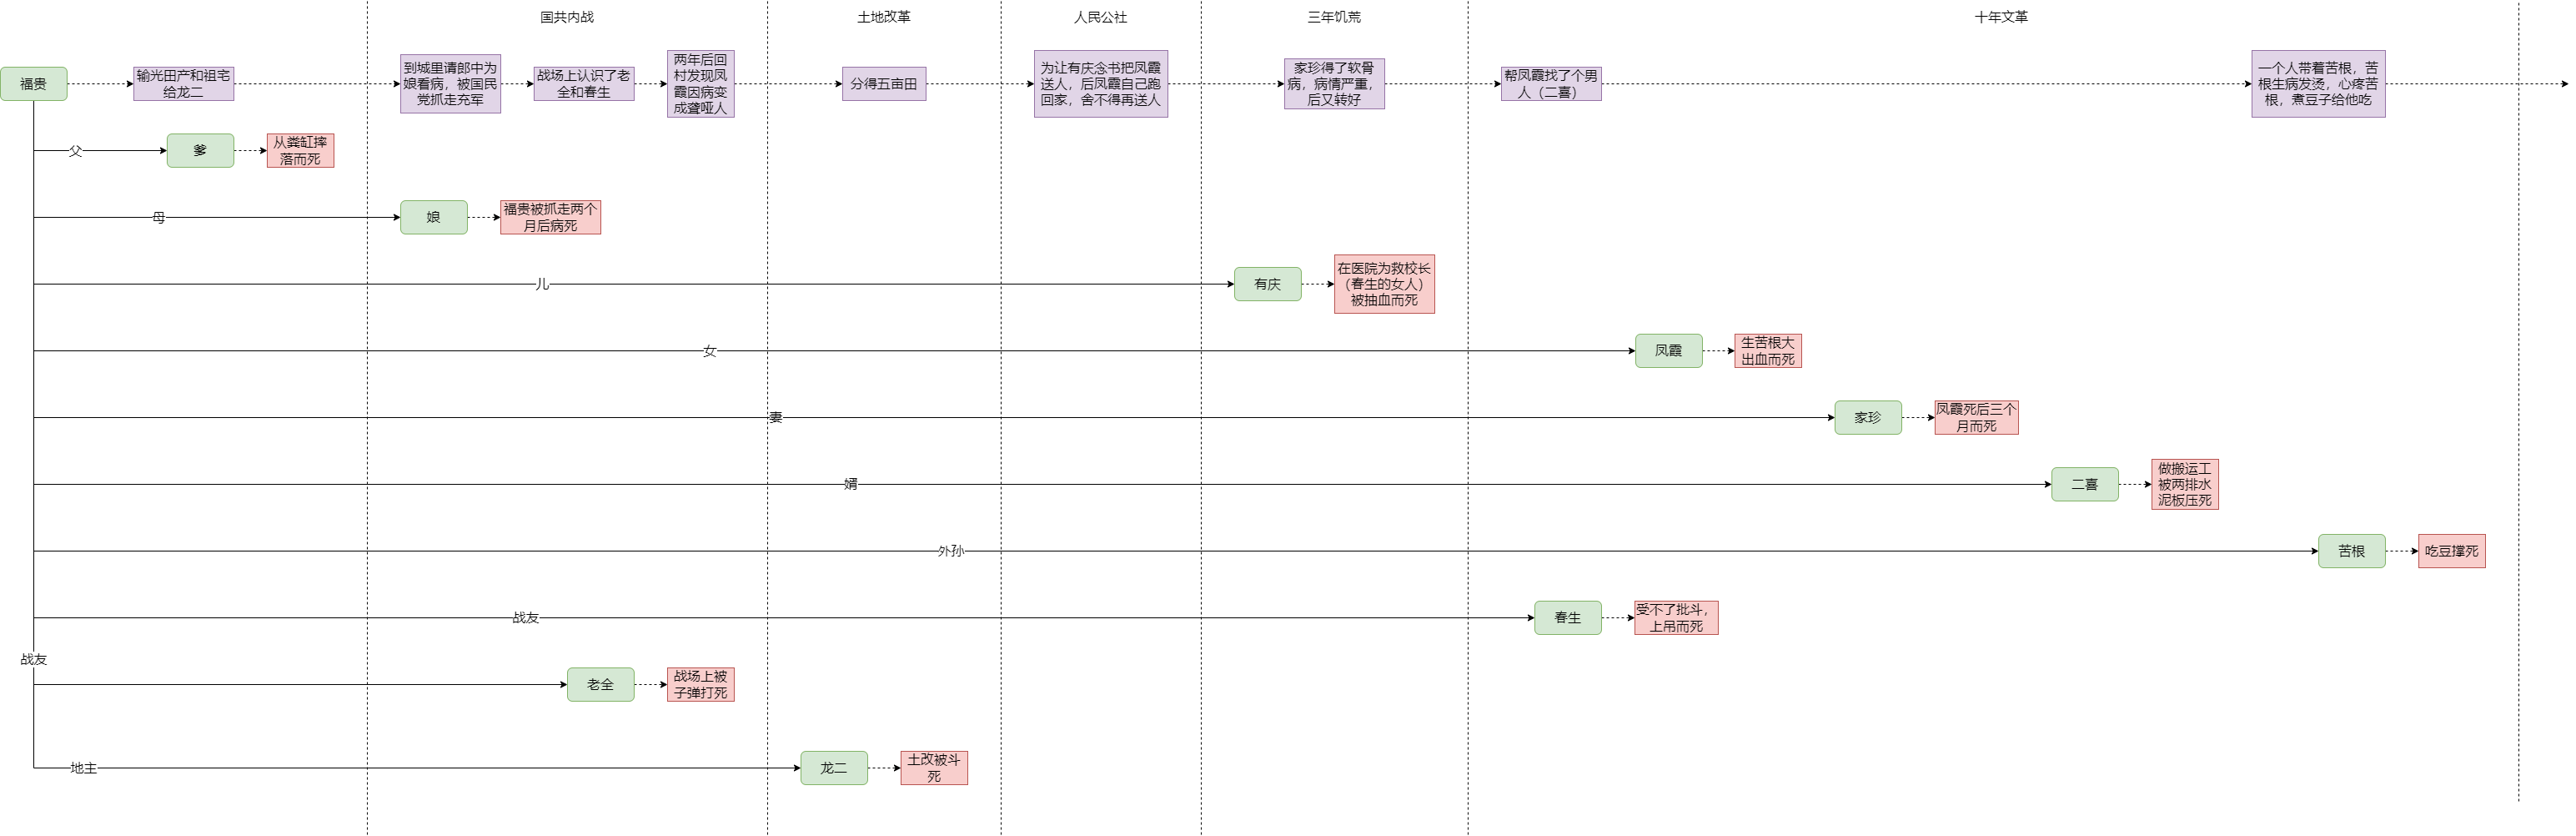 国共内战
土地改革
人民公社
三年饥荒
十年文革
福贵
输光田产和祖宅
给龙二
到城里请郎中为
娘看病，被国民
党抓走充军
战场上认识了老
全和春生
两年后回
村发现凤
霞因病变
成聋哑人
分得五亩田
为让有庆念书把凤霞
送人，后凤霞自己跑
回家，舍不得再送人
家珍得了软骨
病，病情严重，
后又转好
帮凤霞找了个男
人（二喜）
一个人带着苦根，苦
根生病发烫，心疼苦
根，煮豆子给他吃
父
爹
从粪缸摔
落而死
母
娘
福贵被抓走两个
月后病死
儿
有庆
在医院为救校长
（春生的女人）
被抽血而死
女
凤霞
生苦根大
出血而死
妻
家珍
凤霞死后三个
月而死
婿
二喜
做搬运工
被两排水
泥板压死
外孙
苦根
吃豆撑死
战友
春生
受不了批斗，
上吊而死
战友
老全
战场上被
子弹打死
地主
龙二
土改被斗
死